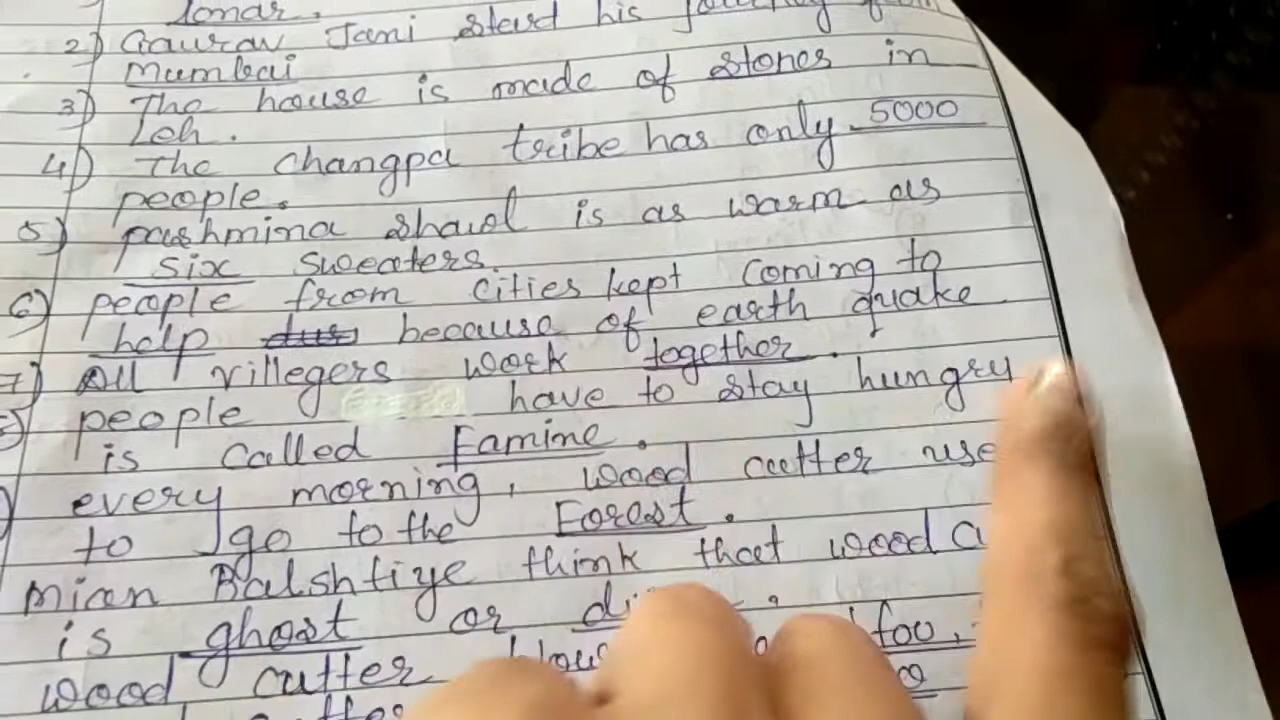 Tomar.
2) Gaurav Jani sterd his
Mumbai
3) The house is made of stones in
Leh.
4) The changpa tribe has only 5000
people.
5) pashmina shawl is as warm as
six sweaters
6) people from cities kept coming to
help because of earth quake
7) All villegers work together.
people have to stay hungry
is called Famine.
every morning, wood cutter use
to go to the Forest.
mian Balshtiye think that wood
is ghost or
wood cutter